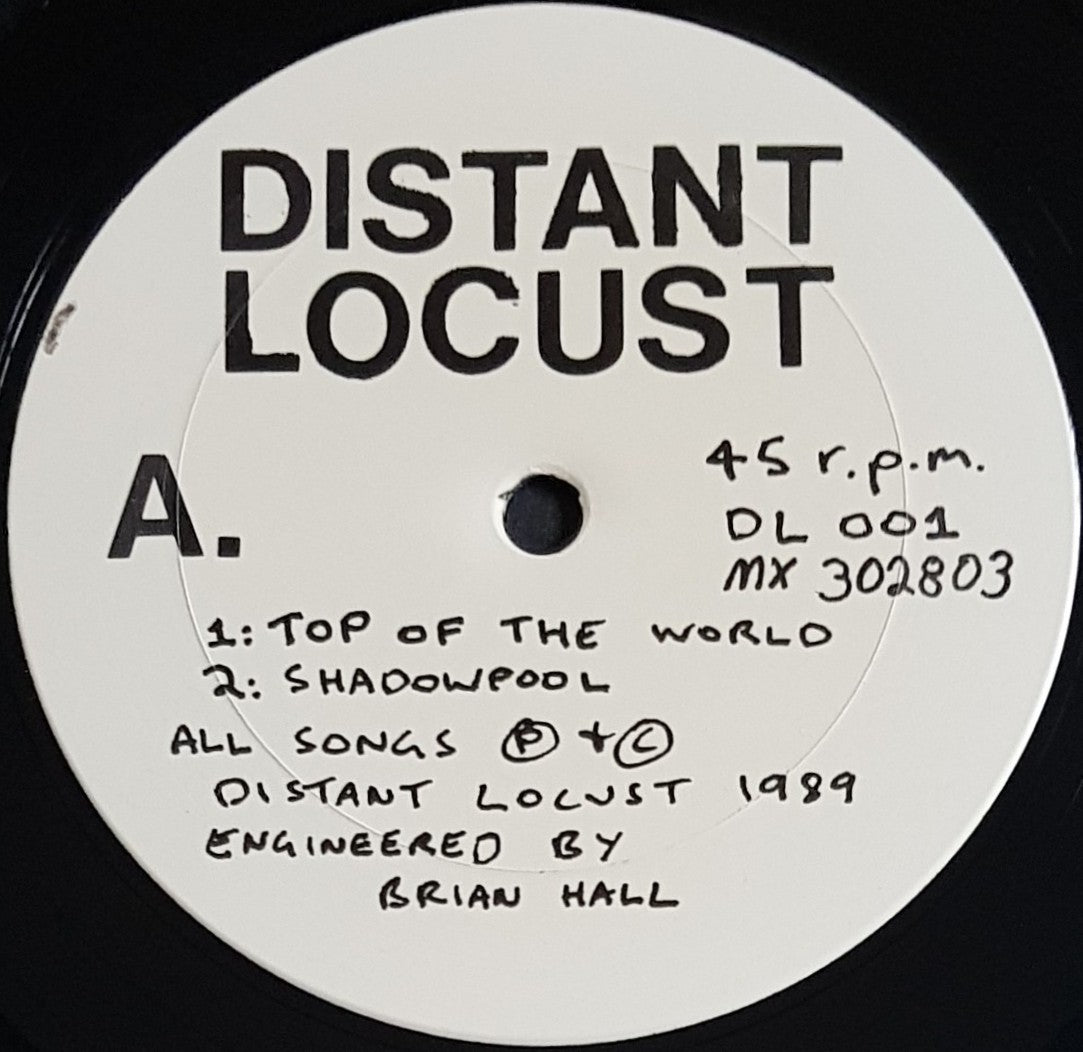 DISTANT
LOCUST
A.
45 r.p.m.
DL 001
MX 302803
1: TOP OF THE WORLD
2: SHADOWPOOL
ALL SONGS Ⓟ + Ⓒ
DISTANT LOCUST 1989
ENGINEERED BY
BRIAN HALL